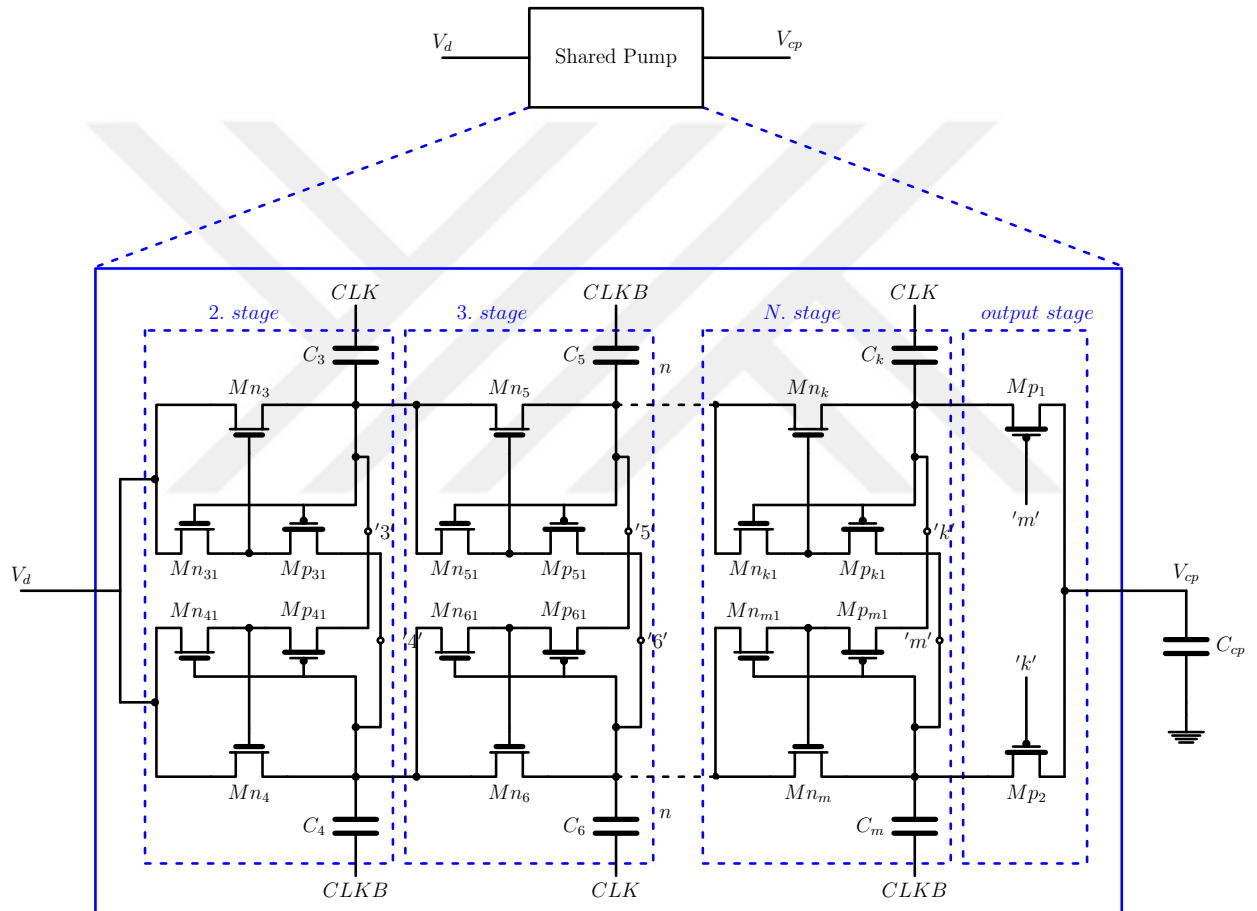 V_d Shared Pump V_cp
CLK CLKB CLK
2. stage 3. stage N. stage output stage
C_3 C_5 n C_k
Mn_3 Mn_5 Mn_k Mp_1
'3' '5' 'k' 'm'
Mn_31 Mp_31 Mn_51 Mp_51 Mn_k1 Mp_k1
V_d V_cp
Mn_41 Mp_41 Mn_61 Mp_61 Mn_m1 Mp_m1
'4' '6' 'm' C_cp
'k'
Mn_4 Mn_6 Mn_m Mp_2
C_4 n C_6 C_m
CLKB CLK CLKB